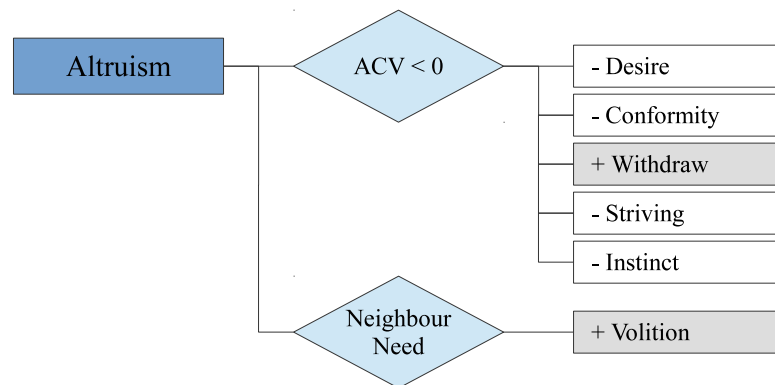 Altruism
ACV < 0
- Desire
- Conformity
+ Withdraw
- Striving
- Instinct
Neighbour
Need
+ Volition